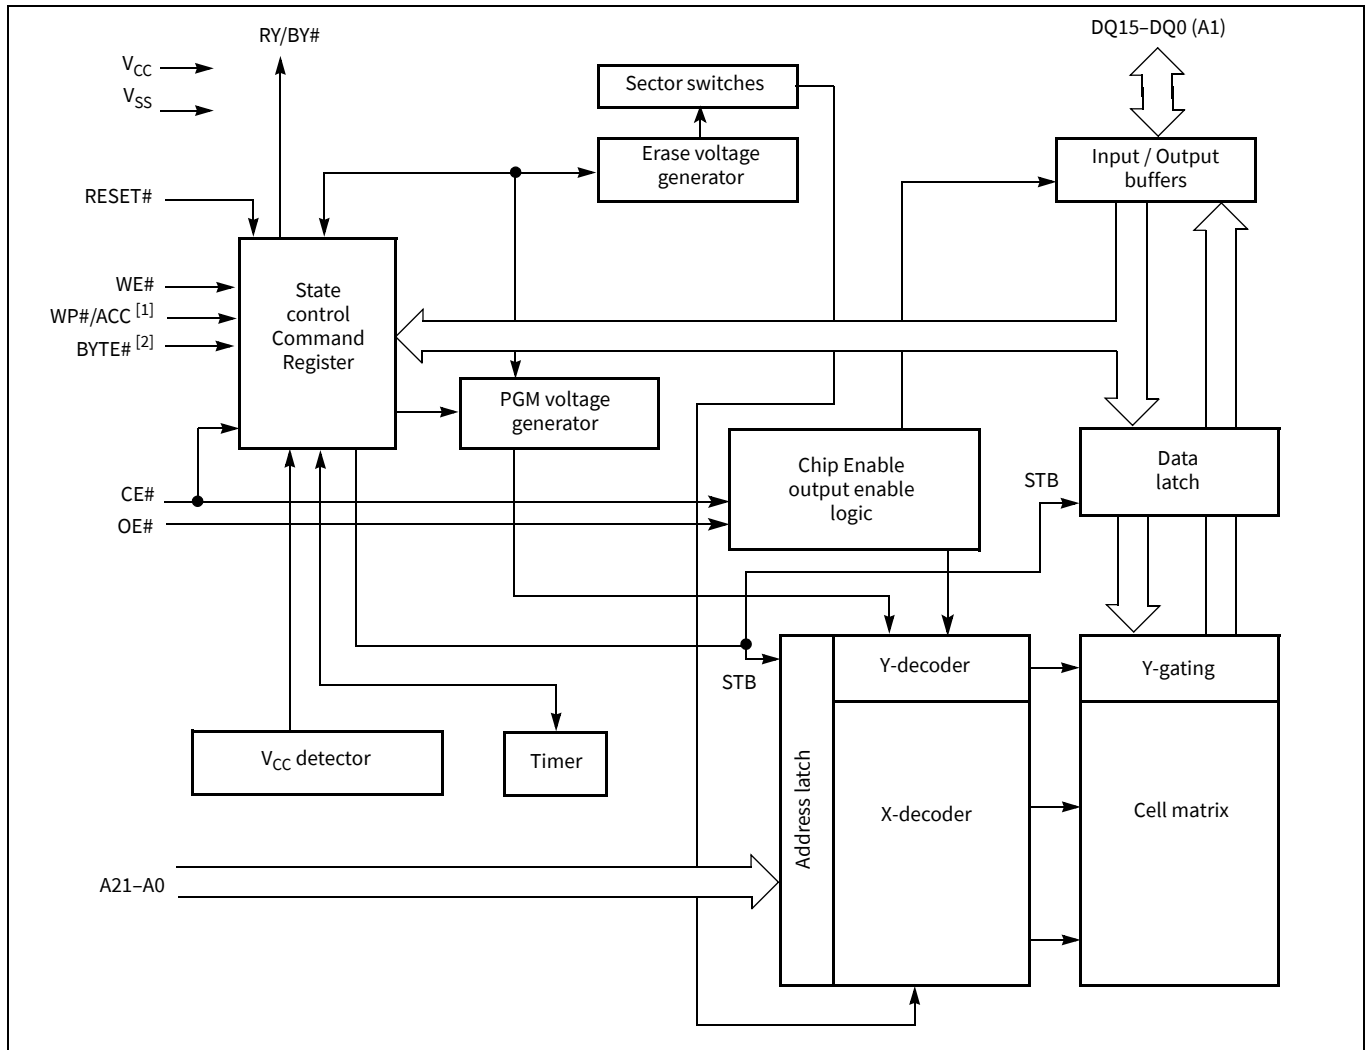 RY/BY#
DQ15–DQ0 (A1)
VCC
VSS
Sector switches
Erase voltage
generator
Input / Output
buffers
RESET#
WE#
WP#/ACC [1]
BYTE# [2]
State
control
Command
Register
PGM voltage
generator
Chip Enable
output enable
logic
Data
latch
STB
CE#
OE#
STB
Y-decoder
Y-gating
VCC detector
Timer
Address latch
X-decoder
Cell matrix
A21–A0